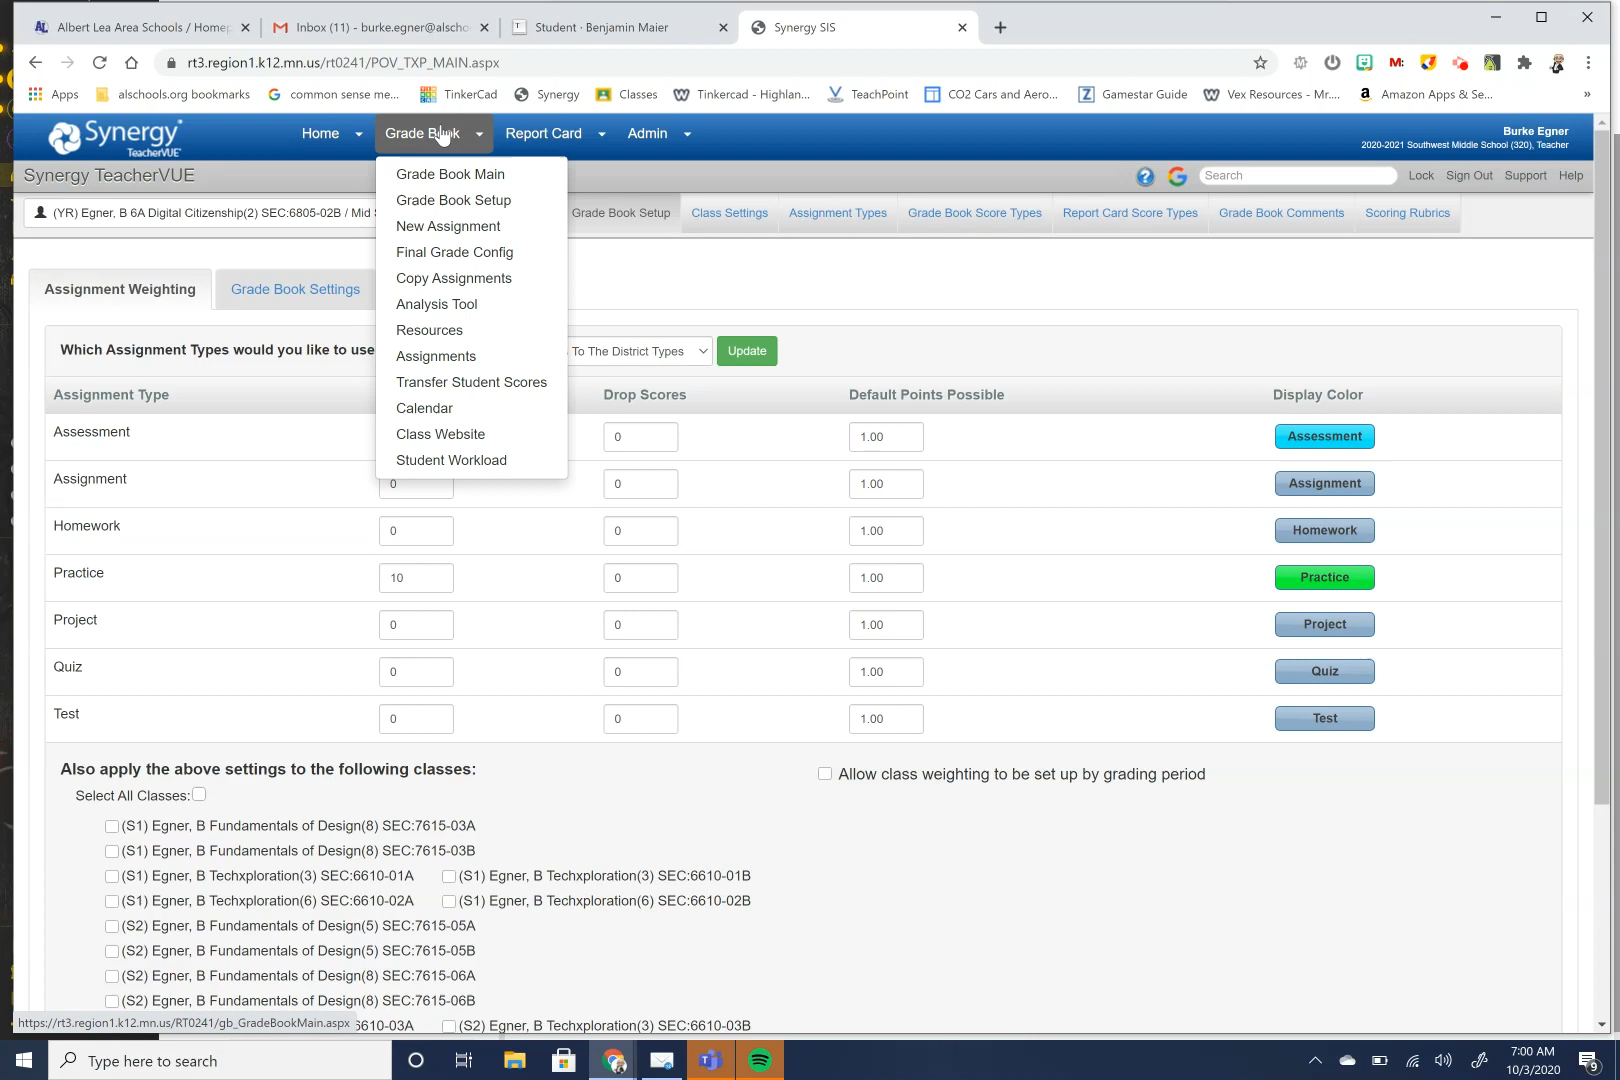 Albert Lea Area Schools / Home
Inbox (11) - burke.egner@alscho
Student · Benjamin Maier
Synergy SIS
rt3.region1.k12.mn.us/rt0241/POV_TXP_MAIN.aspx
Apps
alschools.org bookmarks
common sense me...
TinkerCad
Synergy
Classes
Tinkercad - Highlan...
TeachPoint
CO2 Cars and Aero...
Gamestar Guide
Vex Resources - Mr....
Amazon Apps & Se...
»
Synergy
TeacherVUE
Home
Grade Book
Report Card
Admin
Burke Egner
2020-2021 Southwest Middle School (320), Teacher
Synergy TeacherVUE
Search
Lock
Sign Out
Support
Help
(YR) Egner, B 6A Digital Citizenship(2) SEC:6805-02B / Mid
Grade Book Setup
Class Settings
Assignment Types
Grade Book Score Types
Report Card Score Types
Grade Book Comments
Scoring Rubrics
Grade Book Main
Grade Book Setup
New Assignment
Final Grade Config
Copy Assignments
Analysis Tool
Resources
Assignments
Transfer Student Scores
Calendar
Class Website
Student Workload
Assignment Weighting
Grade Book Settings
Which Assignment Types would you like to use
To The District Types
Update
Assignment Type
Drop Scores
Default Points Possible
Display Color
Assessment
0
1.00
Assessment
Assignment
0
0
1.00
Assignment
Homework
0
0
1.00
Homework
Practice
10
0
1.00
Practice
Project
0
0
1.00
Project
Quiz
0
0
1.00
Quiz
Test
0
0
1.00
Test
Also apply the above settings to the following classes:
Allow class weighting to be set up by grading period
Select All Classes:
(S1) Egner, B Fundamentals of Design(8) SEC:7615-03A
(S1) Egner, B Fundamentals of Design(8) SEC:7615-03B
(S1) Egner, B Techxploration(3) SEC:6610-01A
(S1) Egner, B Techxploration(3) SEC:6610-01B
(S1) Egner, B Techxploration(6) SEC:6610-02A
(S1) Egner, B Techxploration(6) SEC:6610-02B
(S2) Egner, B Fundamentals of Design(5) SEC:7615-05A
(S2) Egner, B Fundamentals of Design(5) SEC:7615-05B
(S2) Egner, B Fundamentals of Design(8) SEC:7615-06A
(S2) Egner, B Fundamentals of Design(8) SEC:7615-06B
https://rt3.region1.k12.mn.us/RT0241/gb_GradeBookMain.aspx
610-03A
(S2) Egner, B Techxploration(3) SEC:6610-03B
Type here to search
7:00 AM
10/3/2020
9